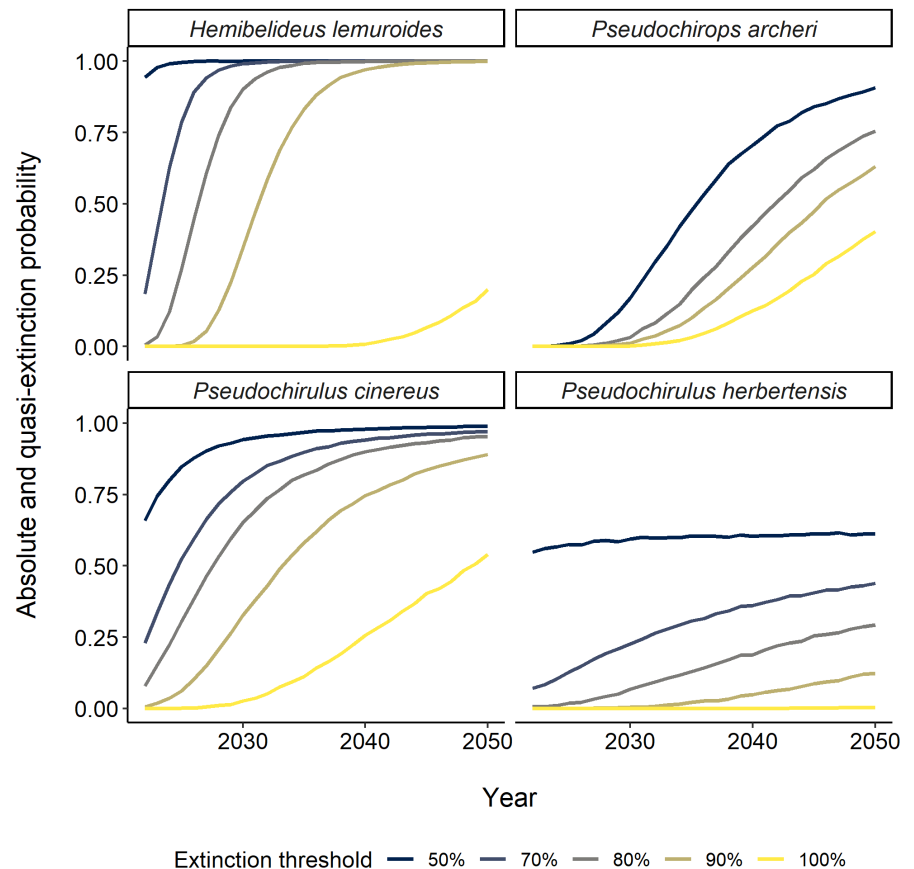 Hemibelideus lemuroides
Pseudochirops archeri
1.00
0.75
0.50
0.25
0.00
Pseudochirulus cinereus
Pseudochirulus herbertensis
1.00
0.75
0.50
0.25
0.00
2030
2040
2050
2030
2040
2050
Absolute and quasi-extinction probability
Year
Extinction threshold 50% 70% 80% 90% 100%